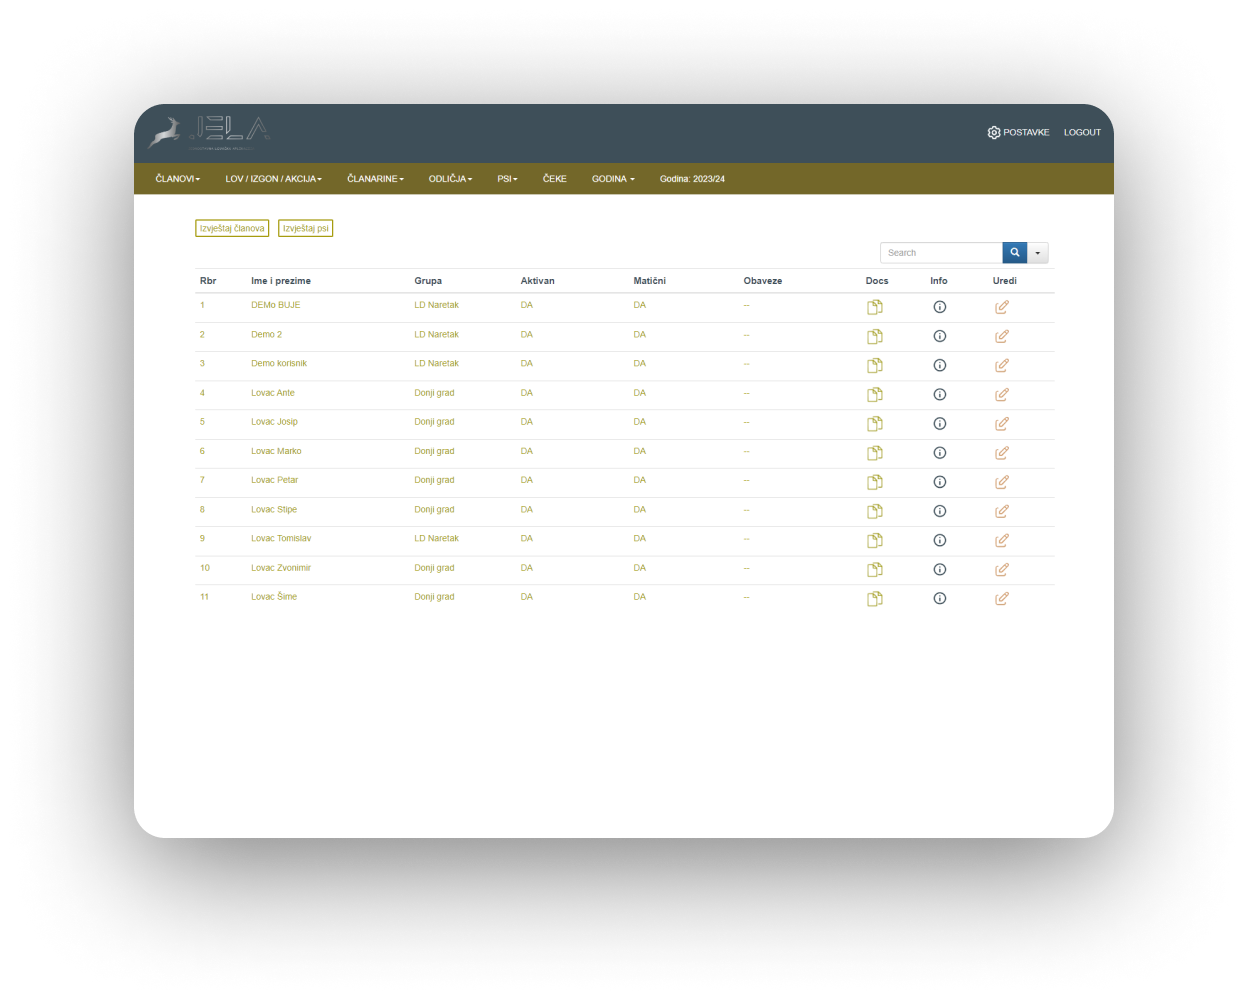 JELA
POSTAVKE LOGOUT
ČLANOVI LOV / IZGON / AKCIJA ČLANARINE ODLIČJA PSI ČEKE GODINA Godina: 2023/24
Izvještaj članova Izvještaj psi
Search
Rbr Ime i prezime Grupa Aktivan Matični Obaveze Docs Info Uredi
1 DEMo BUJE LD Naretak DA DA --
2 Demo 2 LD Naretak DA DA --
3 Demo korisnik LD Naretak DA DA --
4 Lovac Ante Donji grad DA DA --
5 Lovac Josip Donji grad DA DA --
6 Lovac Marko Donji grad DA DA --
7 Lovac Petar Donji grad DA DA --
8 Lovac Stipe Donji grad DA DA --
9 Lovac Tomislav LD Naretak DA DA --
10 Lovac Zvonimir Donji grad DA DA --
11 Lovac Šime Donji grad DA DA --